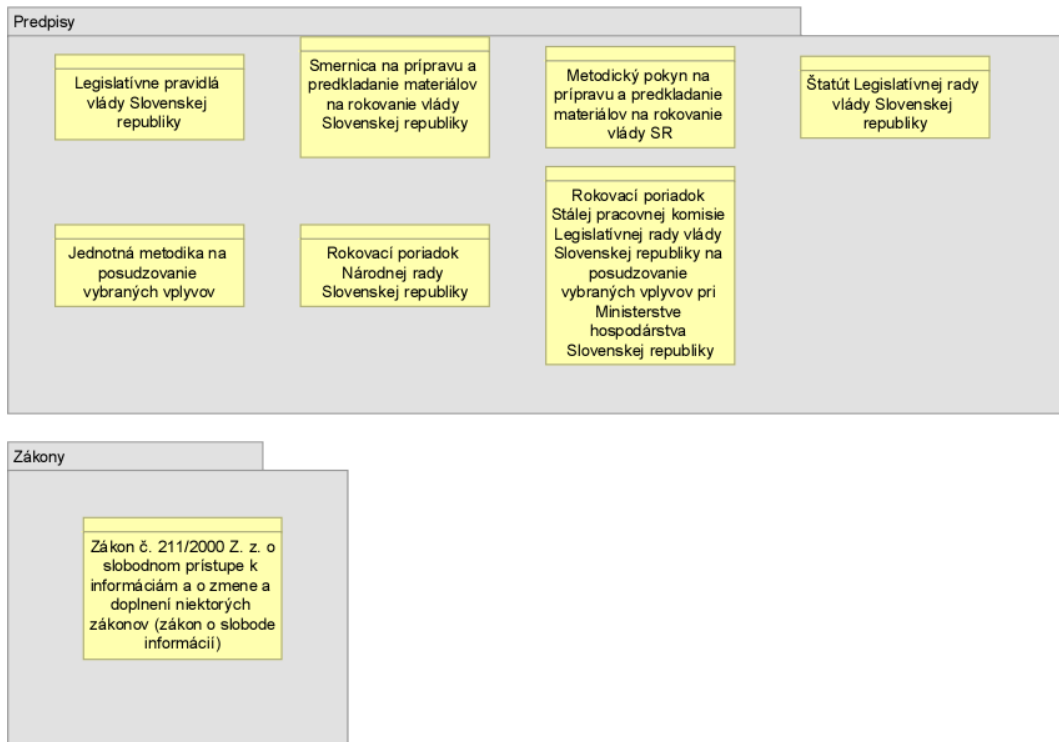 Predpisy
Legislatívne pravidlá
vlády Slovenskej
republiky
Smernica na prípravu a
predkladanie materiálov
na rokovanie vlády
Slovenskej republiky
Metodický pokyn na
prípravu a predkladanie
materiálov na rokovanie
vlády SR
Štatút Legislatívnej rady
vlády Slovenskej
republiky
Jednotná metodika na
posudzovanie
vybraných vplyvov
Rokovací poriadok
Národnej rady
Slovenskej republiky
Rokovací poriadok
Stálej pracovnej komisie
Legislatívnej rady vlády
Slovenskej republiky na
posudzovanie
vybraných vplyvov pri
Ministerstve
hospodárstva
Slovenskej republiky
Zákony
Zákon č. 211/2000 Z. z. o
slobodnom prístupe k
informáciám a o zmene a
doplnení niektorých
zákonov (zákon o slobode
informácií)